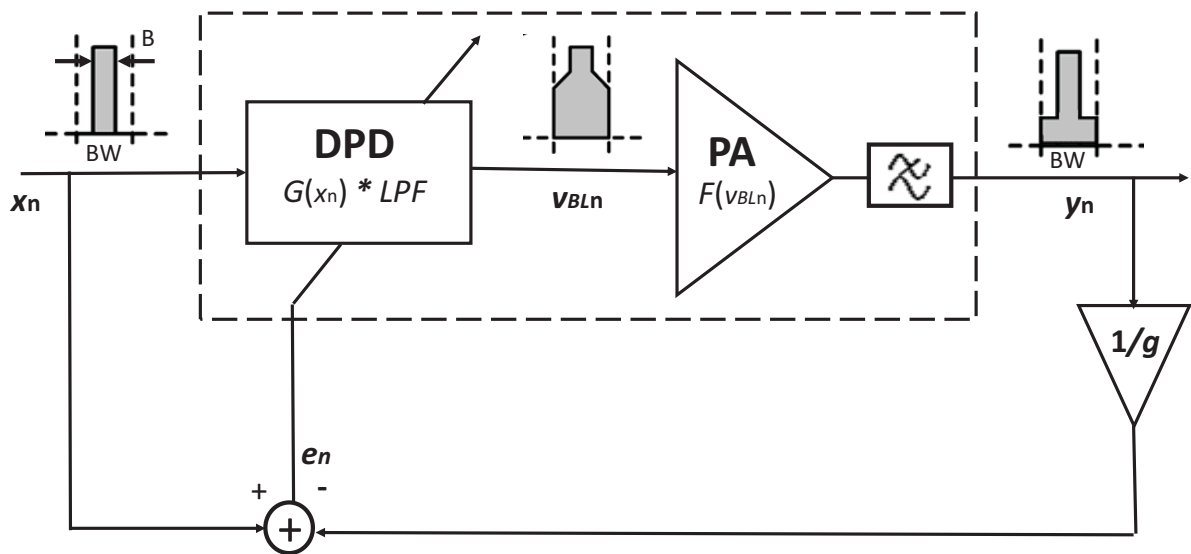 B
BW
DPD
G(xn) * LPF
PA
F(vBLn)
BW
xn
vBLn
yn
1/g
en
+
-
+